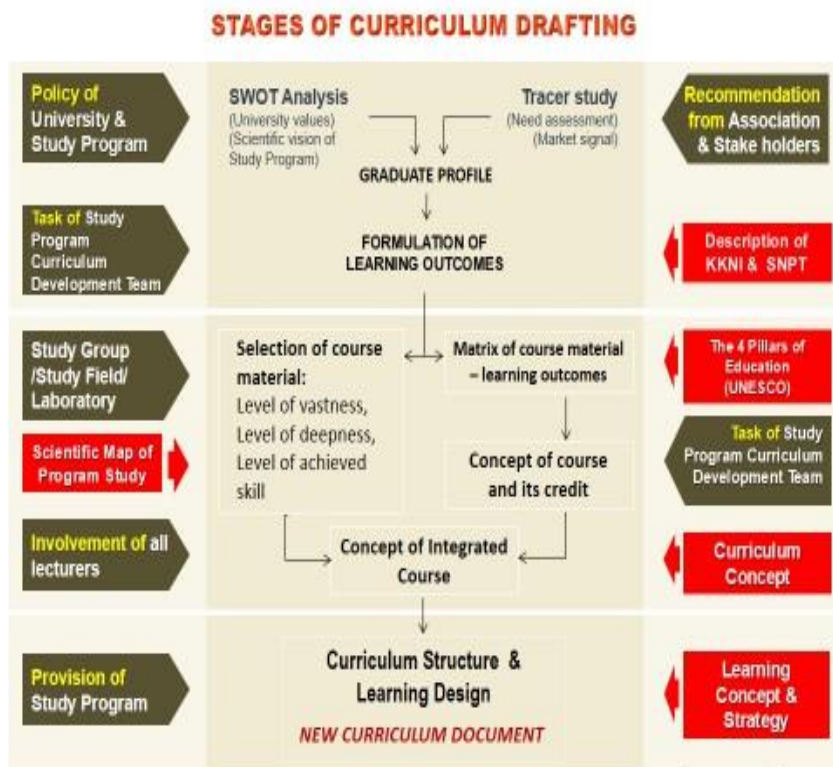 STAGES OF CURRICULUM DRAFTING
Policy of
University &
Study Program
SWOT Analysis
(University values)
(Scientific vision of
Study Program)
Tracer study
(Need assessment)
(Market signal)
Recommendation
from Association
& Stake holders
GRADUATE PROFILE
Task of Study
Program
Curriculum
Development Team
FORMULATION OF
LEARNING OUTCOMES
Description of
KKNI & SNPT
Study Group
/Study Field/
Laboratory
Selection of course
material:
Level of vastness,
Level of deepness,
Level of achieved
skill
Matrix of course material
– learning outcomes
The 4 Pillars of
Education
(UNESCO)
Scientific Map of
Program Study
Concept of course
and its credit
Task of Study
Program Curriculum
Development Team
Involvement of all
lecturers
Concept of Integrated
Course
Curriculum
Concept
Provision of
Study Program
Curriculum Structure &
Learning Design
NEW CURRICULUM DOCUMENT
Learning
Concept &
Strategy